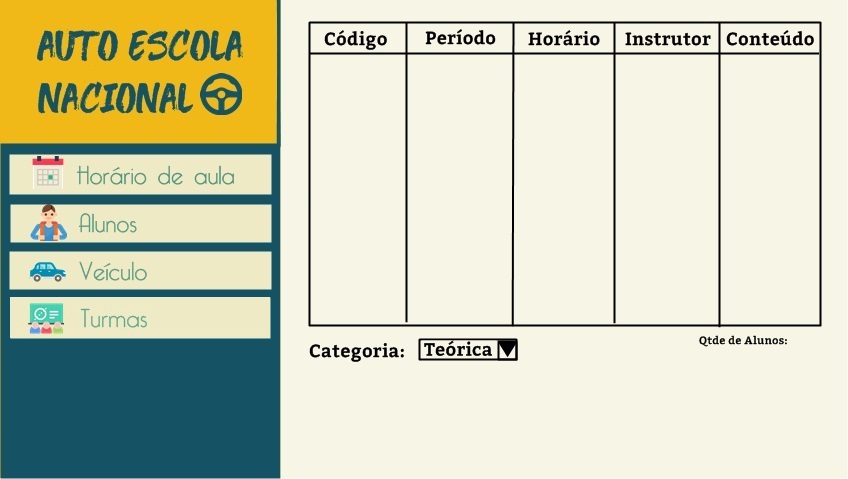 AUTO ESCOLA
NACIONAL
Horário de aula
Alunos
Veículo
Turmas
Código Período Horário Instrutor Conteúdo
Categoria: Teórica
Qtde de Alunos: